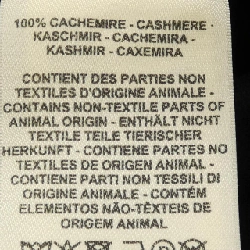 100% CACHEMIRE - CASHMERE -
KASCHMIR - CACHEMIRA -
KASHMIR - CAXEMIRA
CONTIENT DES PARTIES NON
TEXTILES D'ORIGINE ANIMALE -
CONTAINS NON-TEXTILE PARTS OF
ANIMAL ORIGIN - ENTHÄLT NICHT
TEXTILE TEILE TIERISCHER
HERKUNFT - CONTIENE PARTES NO
TEXTILES DE ORIGEN ANIMAL -
CONTIENE PARTI NON TESSILI DI
ORIGINE ANIMALE - CONTÉM
ELEMENTOS NÃO-TÊXTEIS DE
ORIGEM ANIMAL